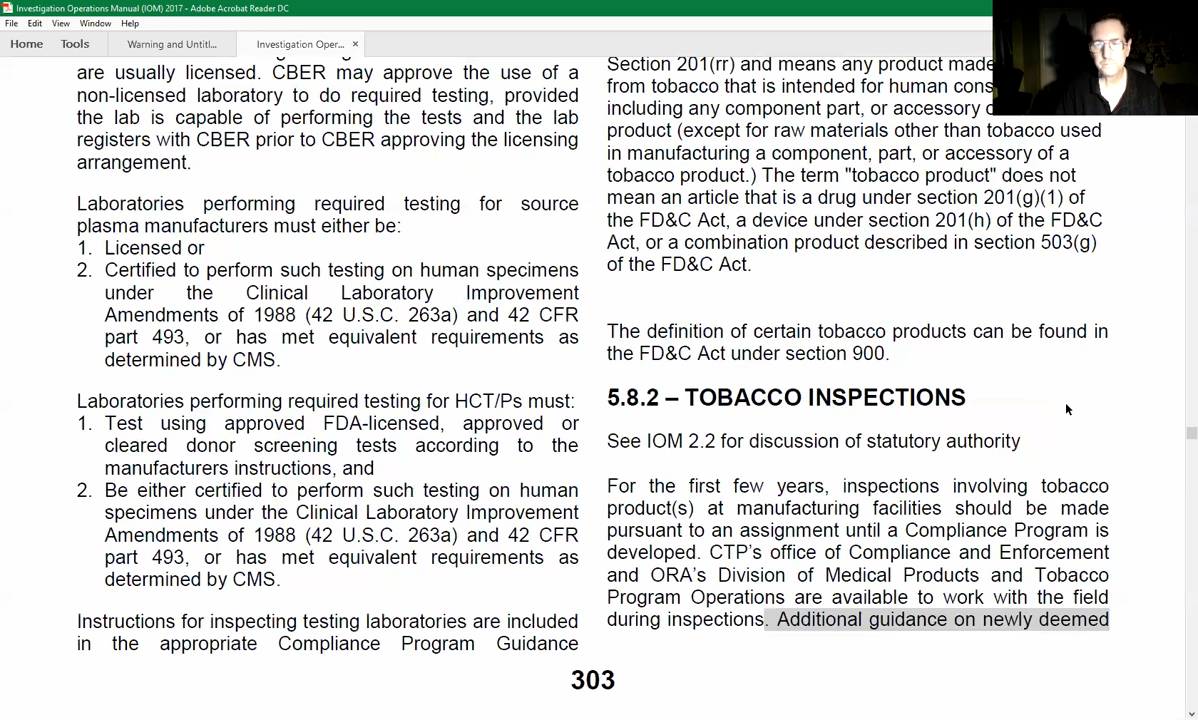 Investigation Operations Manual (IOM) 2017 - Adobe Acrobat Reader DC
File Edit View Window Help
Home Tools Warning and Untitl... Investigation Oper... ×
are usually licensed. CBER may approve the use of a
non-licensed laboratory to do required testing, provided
the lab is capable of performing the tests and the lab
registers with CBER prior to CBER approving the licensing
arrangement.
Laboratories performing required testing for source
plasma manufacturers must either be:
1. Licensed or
2. Certified to perform such testing on human specimens
under the Clinical Laboratory Improvement
Amendments of 1988 (42 U.S.C. 263a) and 42 CFR
part 493, or has met equivalent requirements as
determined by CMS.
Laboratories performing required testing for HCT/Ps must:
1. Test using approved FDA-licensed, approved or
cleared donor screening tests according to the
manufacturers instructions, and
2. Be either certified to perform such testing on human
specimens under the Clinical Laboratory Improvement
Amendments of 1988 (42 U.S.C. 263a) and 42 CFR
part 493, or has met equivalent requirements as
determined by CMS.
Instructions for inspecting testing laboratories are included
in the appropriate Compliance Program Guidance
Section 201(rr) and means any product made
from tobacco that is intended for human
including any component part, or accessory
product (except for raw materials other than tobacco used
in manufacturing a component, part, or accessory of a
tobacco product.) The term "tobacco product" does not
mean an article that is a drug under section 201(g)(1) of
the FD&C Act, a device under section 201(h) of the FD&C
Act, or a combination product described in section 503(g)
of the FD&C Act.
The definition of certain tobacco products can be found in
the FD&C Act under section 900.
5.8.2 – TOBACCO INSPECTIONS
See IOM 2.2 for discussion of statutory authority
For the first few years, inspections involving tobacco
product(s) at manufacturing facilities should be made
pursuant to an assignment until a Compliance Program is
developed. CTP's office of Compliance and Enforcement
and ORA's Division of Medical Products and Tobacco
Program Operations are available to work with the field
during inspections. Additional guidance on newly deemed
303